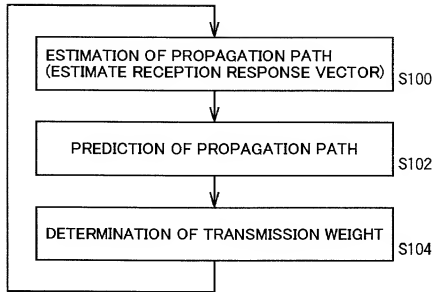 ESTIMATION OF PROPAGATION PATH
(ESTIMATE RECEPTION RESPONSE VECTOR)
S100
PREDICTION OF PROPAGATION PATH
S102
DETERMINATION OF TRANSMISSION WEIGHT
S104